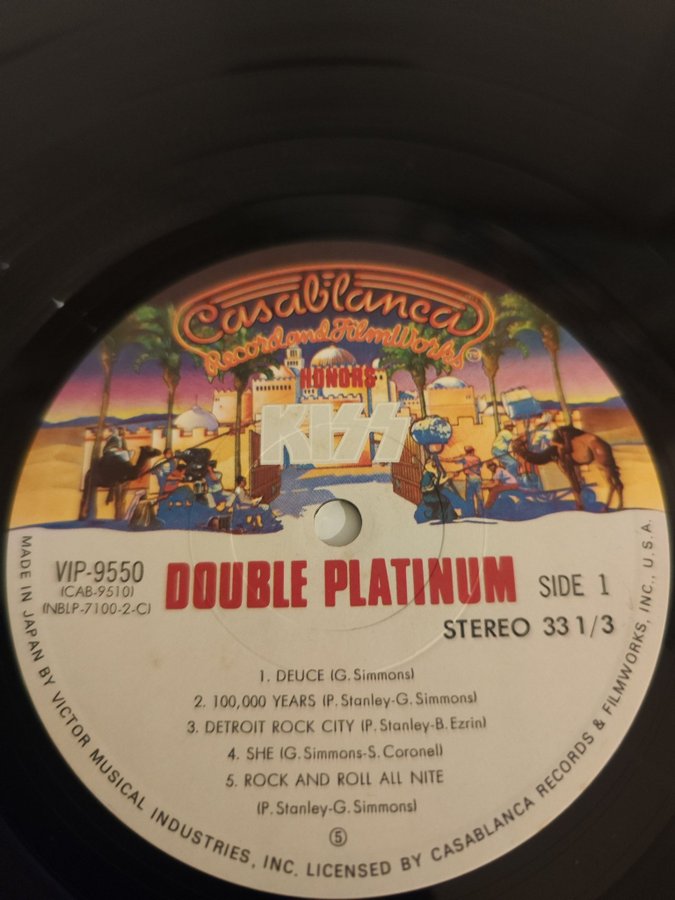 Casablanca
Record and FilmWorks
HONORS
KISS
VIP-9550
(CAB-9510)
(NBLP-7100-2-C)
DOUBLE PLATINUM
SIDE 1
STEREO 33 1/3
1. DEUCE (G. Simmons)
2. 100,000 YEARS (P. Stanley-G. Simmons)
3. DETROIT ROCK CITY (P. Stanley-B. Ezrin)
4. SHE (G. Simmons-S. Coronel)
5. ROCK AND ROLL ALL NITE
(P. Stanley-G. Simmons)
⑤
MADE IN JAPAN BY VICTOR MUSICAL INDUSTRIES, INC. LICENSED BY CASABLANCA RECORDS & FILMWORKS, INC., U.S.A.